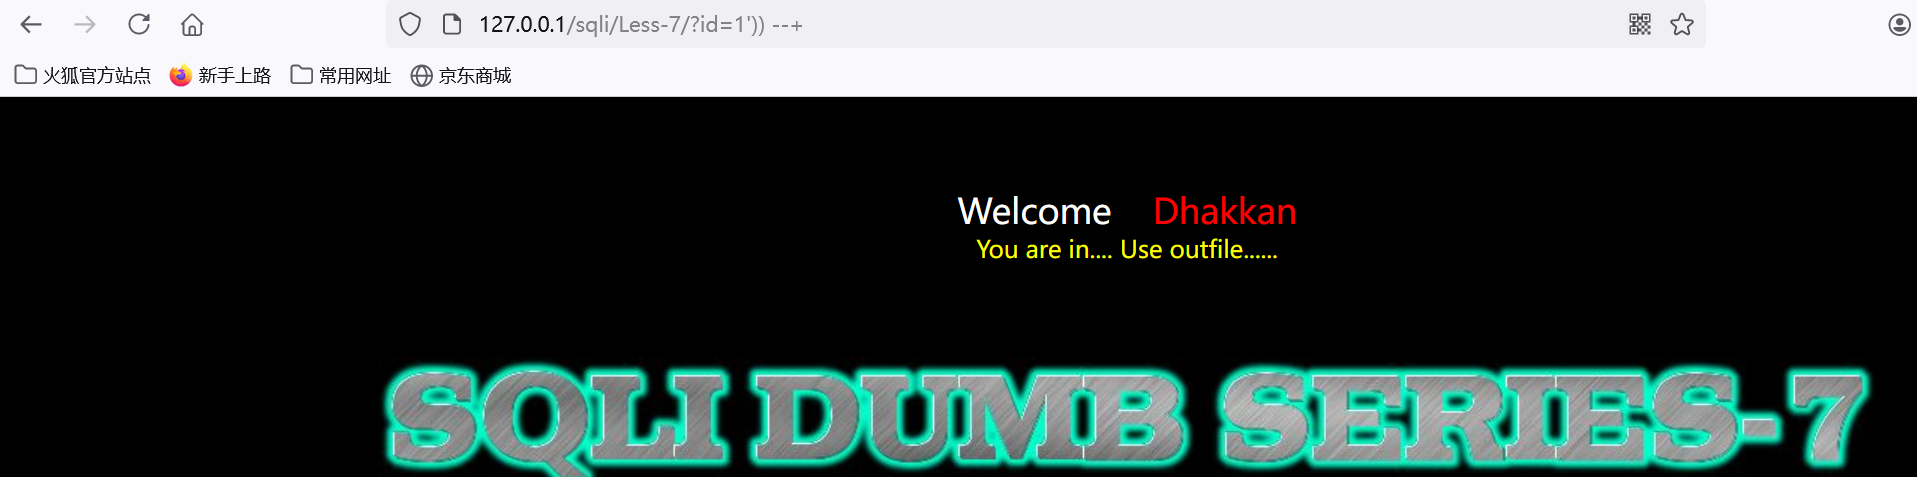 127.0.0.1/sqli/Less-7/?id=1')) --+
火狐官方站点 新手上路 常用网址 京东商城
Welcome Dhakkan
You are in.... Use outfile......
SQLI DUMB SERIES-7